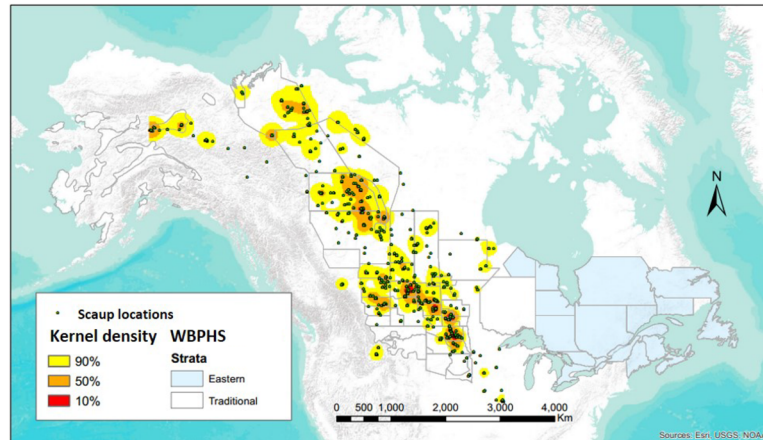 N
Scaup locations
Kernel density WBPHS
90%
50%
10%
Strata
Eastern
Traditional
0 500 1,000 2,000 3,000 4,000
Km
Sources: Esri, USGS, NOAA